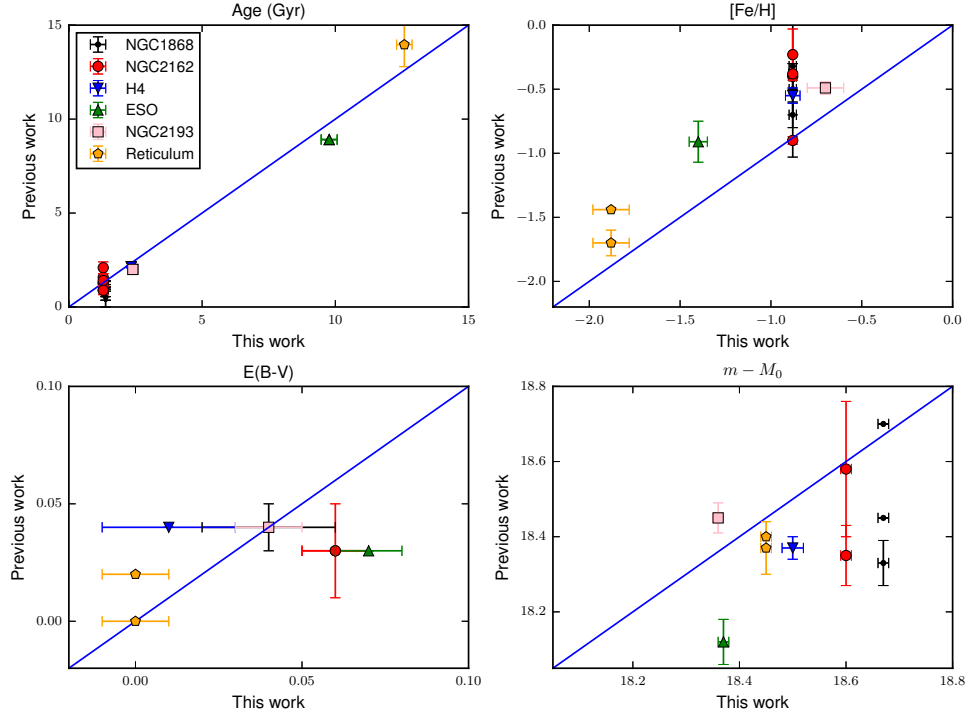 Age (Gyr)
Previous work
15
10
5
0
NGC1868
NGC2162
H4
ESO
NGC2193
Reticulum
0
5
10
15
This work
[Fe/H]
Previous work
0.0
−0.5
−1.0
−1.5
−2.0
−2.0
−1.5
−1.0
−0.5
0.0
This work
E(B-V)
Previous work
0.10
0.05
0.00
0.00
0.05
0.10
This work
m − M0
Previous work
18.8
18.6
18.4
18.2
18.2
18.4
18.6
18.8
This work